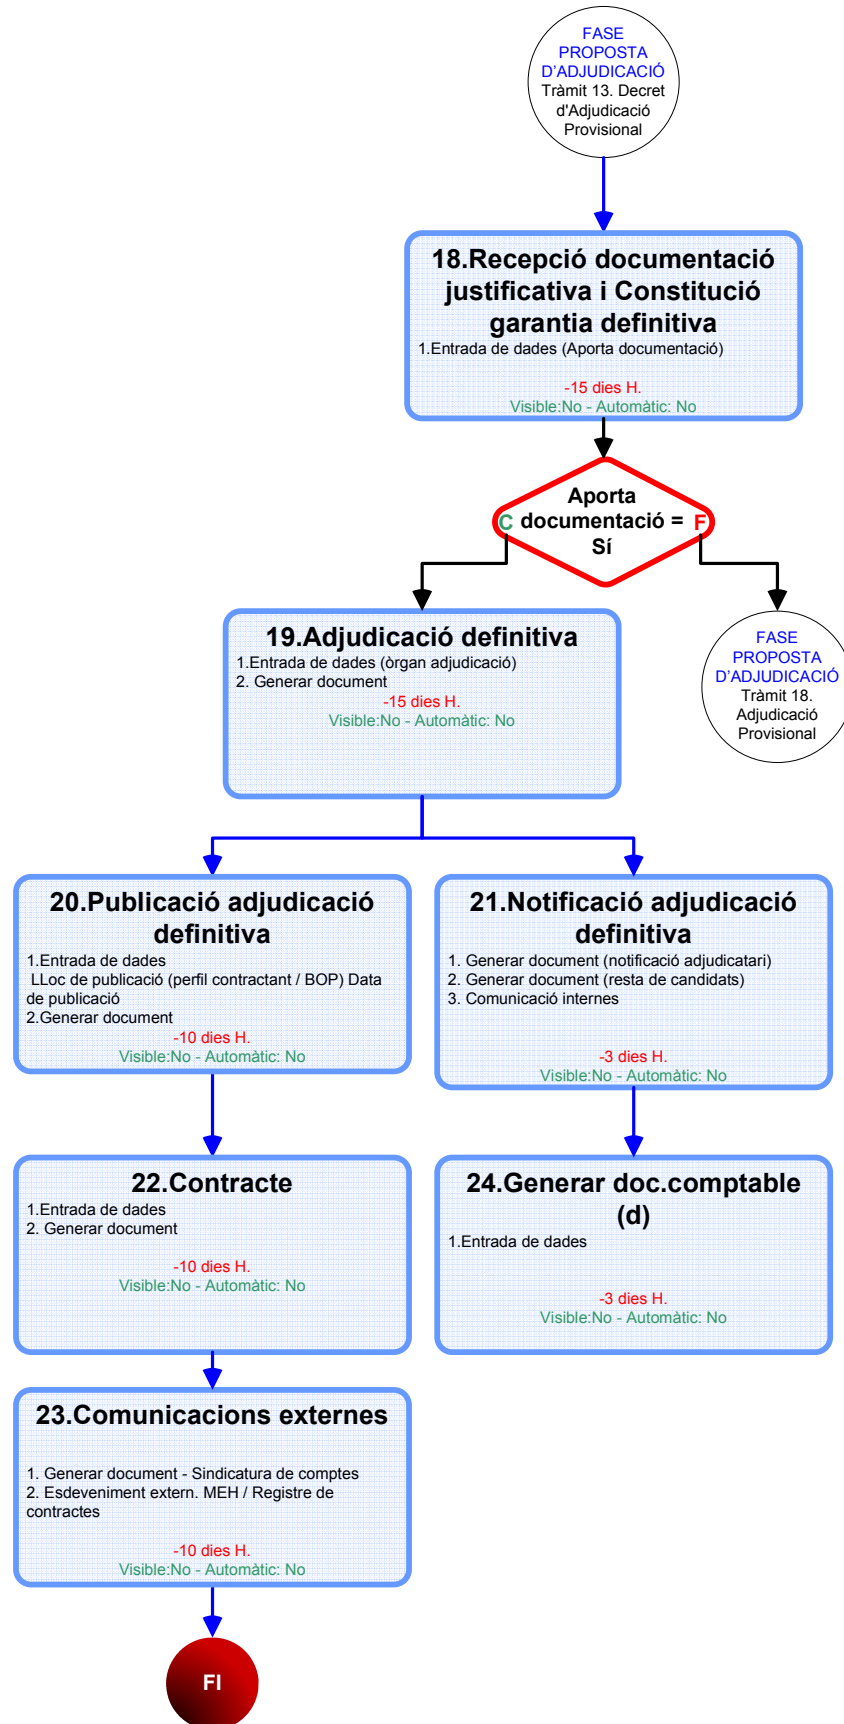 FASE
PROPOSTA
D'ADJUDICACIÓ
Tràmit 13. Decret
d'Adjudicació
Provisional
18.Recepció documentació
justificativa i Constitució
garantia definitiva
1.Entrada de dades (Aporta documentació)
-15 dies H.
Visible:No - Automàtic: No
Aporta
C documentació = F
Sí
19.Adjudicació definitiva
1.Entrada de dades (òrgan adjudicació)
2. Generar document
-15 dies H.
Visible:No - Automàtic: No
FASE
PROPOSTA
D'ADJUDICACIÓ
Tràmit 18.
Adjudicació
Provisional
20.Publicació adjudicació
definitiva
1.Entrada de dades
LLoc de publicació (perfil contractant / BOP) Data
de publicació
2.Generar document
-10 dies H.
Visible:No - Automàtic: No
21.Notificació adjudicació
definitiva
1. Generar document (notificació adjudicatari)
2. Generar document (resta de candidats)
3. Comunicació internes
-3 dies H.
Visible:No - Automàtic: No
22.Contracte
1.Entrada de dades
2. Generar document
-10 dies H.
Visible:No - Automàtic: No
24.Generar doc.comptable
(d)
1.Entrada de dades
-3 dies H.
Visible:No - Automàtic: No
23.Comunicacions externes
1. Generar document - Sindicatura de comptes
2. Esdeveniment extern. MEH / Registre de
contractes
-10 dies H.
Visible:No - Automàtic: No
FI